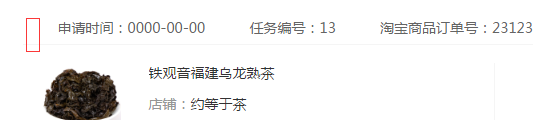 申请时间：0000-00-00 任务编号：13 淘宝商品订单号：23123
铁观音福建乌龙熟茶
店铺：约等于茶